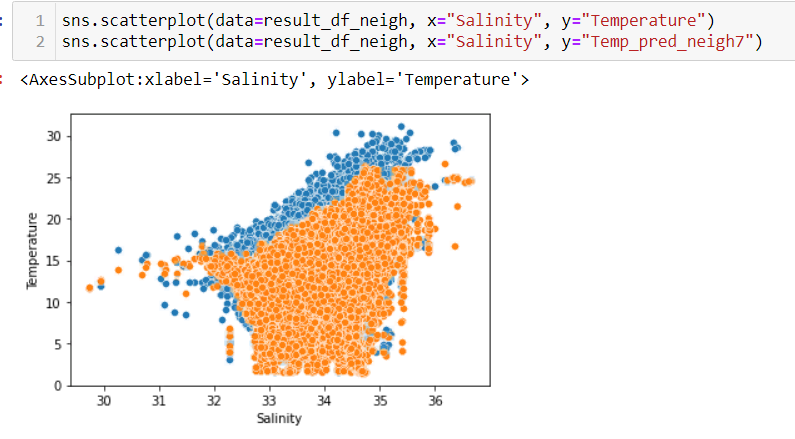 1 sns.scatterplot(data=result_df_neigh, x="Salinity", y="Temperature")
2 sns.scatterplot(data=result_df_neigh, x="Salinity", y="Temp_pred_neigh7")
<AxesSubplot:xlabel='Salinity', ylabel='Temperature'>
30
25
20
15
10
5
0
Temperature
30 31 32 33 34 35 36
Salinity